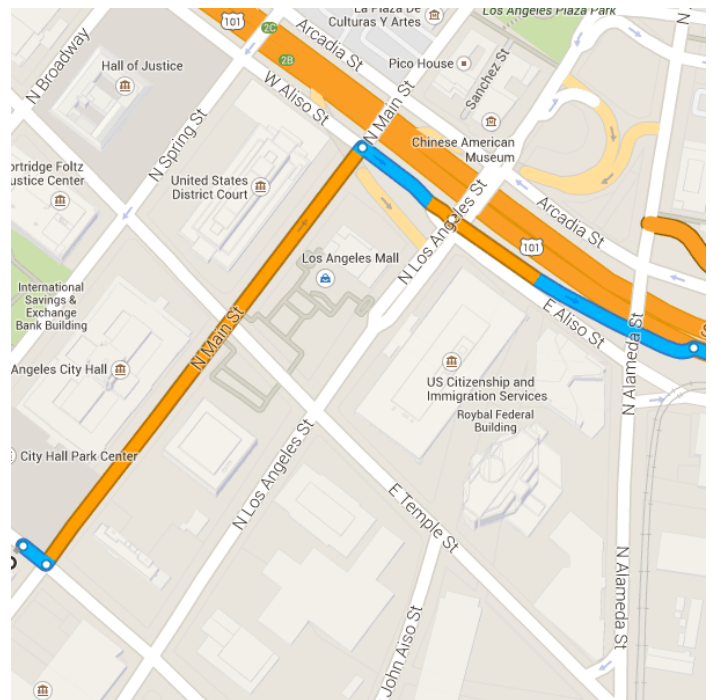 La Plaza De
Culturas Y Artes
Los Angeles Plaza Park
101
2C
2B
Arcadia St
N Broadway
Hall of Justice
W Aliso St
N Main St
Pico House
Sanchez St
N Spring St
Chinese American
Museum
ortridge Foltz
ustice Center
United States
District Court
N Los Angeles St
Arcadia St
101
Los Angeles Mall
International
Savings &
Exchange
Bank Building
E Aliso St
N Main St
N Alameda St
S
Angeles City Hall
US Citizenship and
Immigration Services
Roybal Federal
Building
City Hall Park Center
N Los Angeles St
E Temple St
N Alameda St
John Aiso St